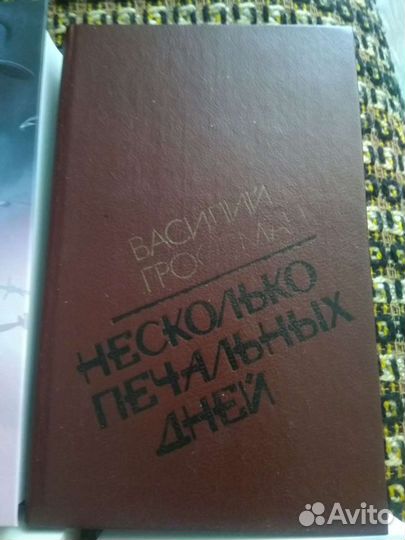 ВАСИЛИЙ
ГРОССМАН
НЕСКОЛЬКО
ПЕЧАЛЬНЫХ
ДНЕЙ
Avito